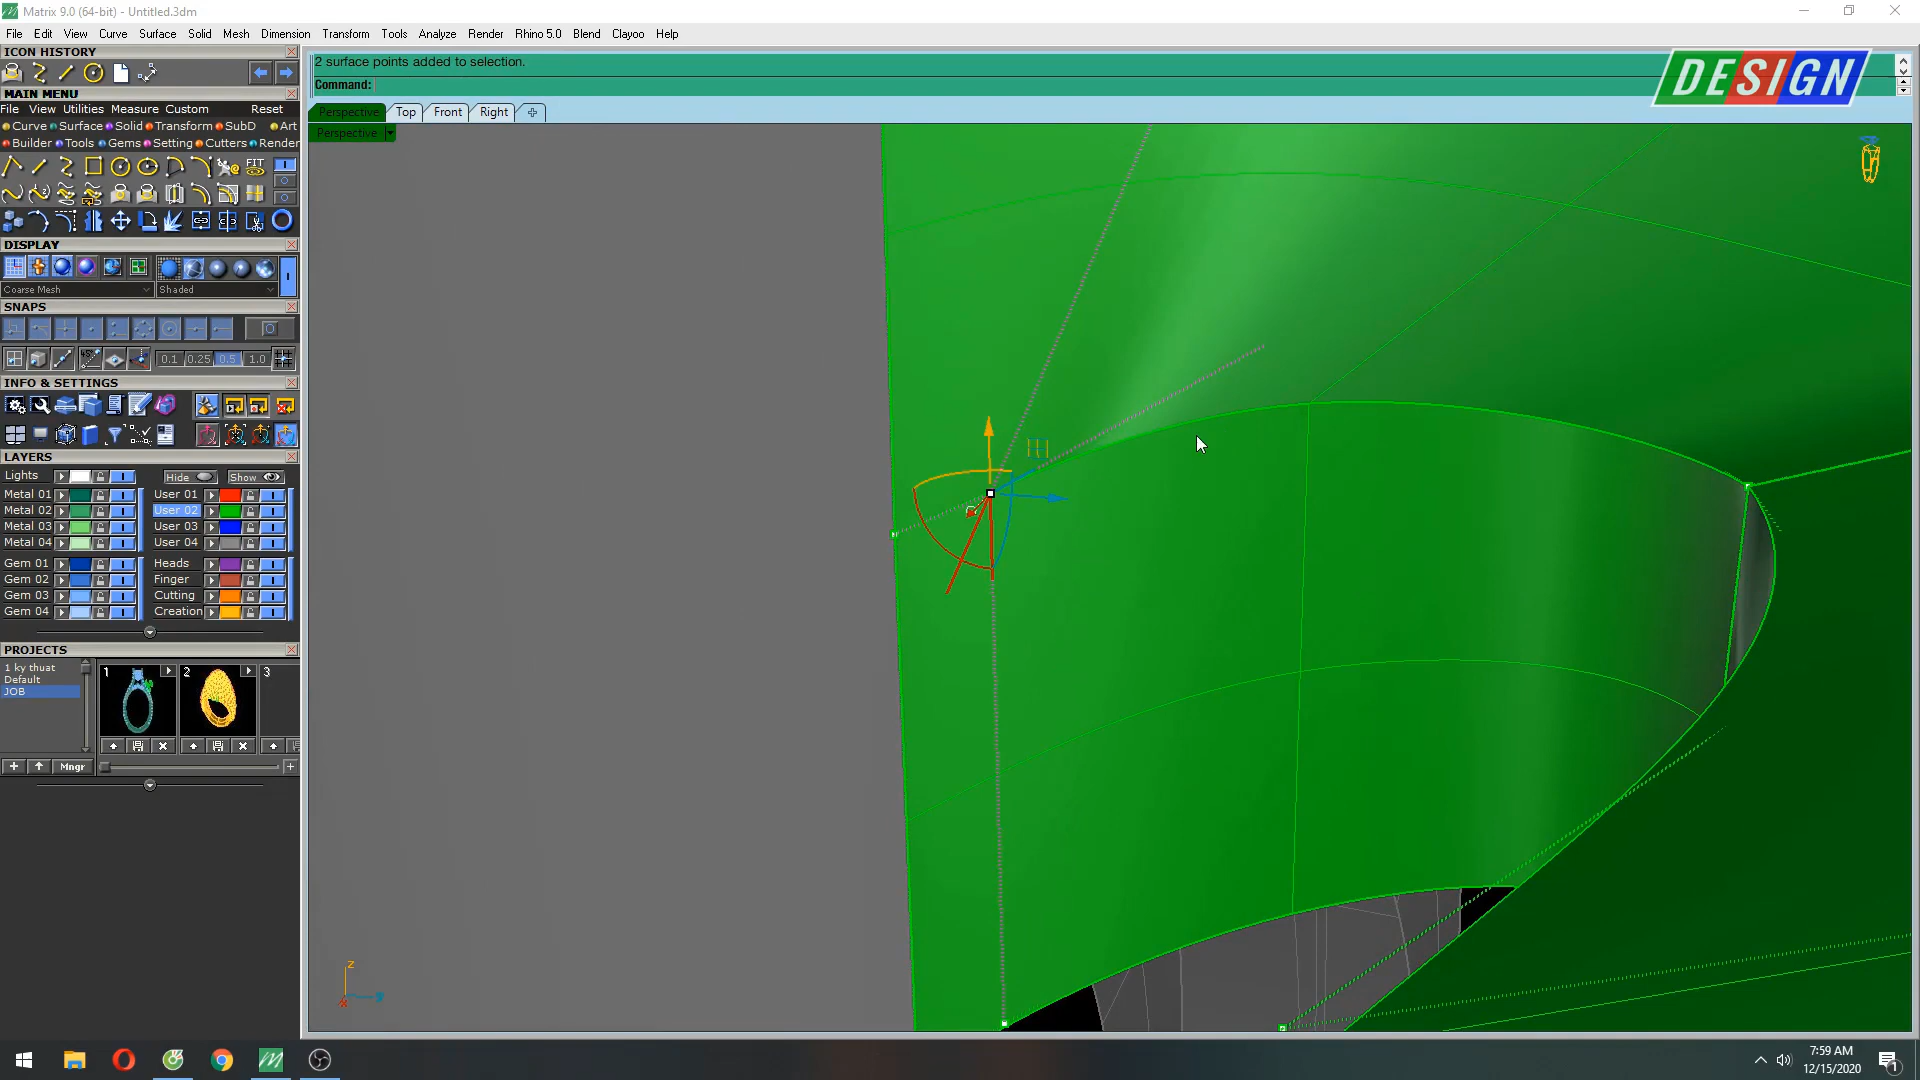 Matrix 9.0 (64-bit) - Untitled.3dm
File Edit View Curve Surface Solid Mesh Dimension Transform Tools Analyze Render Rhino 5.0 Blend Clayoo Help
ICON HISTORY
2 surface points added to selection.
Command:
DESIGN
MAIN MENU
File View Utilities Measure Custom Reset
Perspective Top Front Right
Curve Surface Solid Transform SubD Art
Perspective
Builder Tools Gems Setting Cutters Render
FIT
DISPLAY
Coarse Mesh Shaded
SNAPS
0.1 0.25 0.5 1.0
INFO & SETTINGS
LAYERS
Lights Hide Show
Metal 01 User 01
Metal 02 User 02
Metal 03 User 03
Metal 04 User 04
Gem 01 Heads
Gem 02 Finger
Gem 03 Cutting
Gem 04 Creation
PROJECTS
1 ky thuat
Default
JOB
1 2 3
Mngr
z
7:59 AM
12/15/2020
1